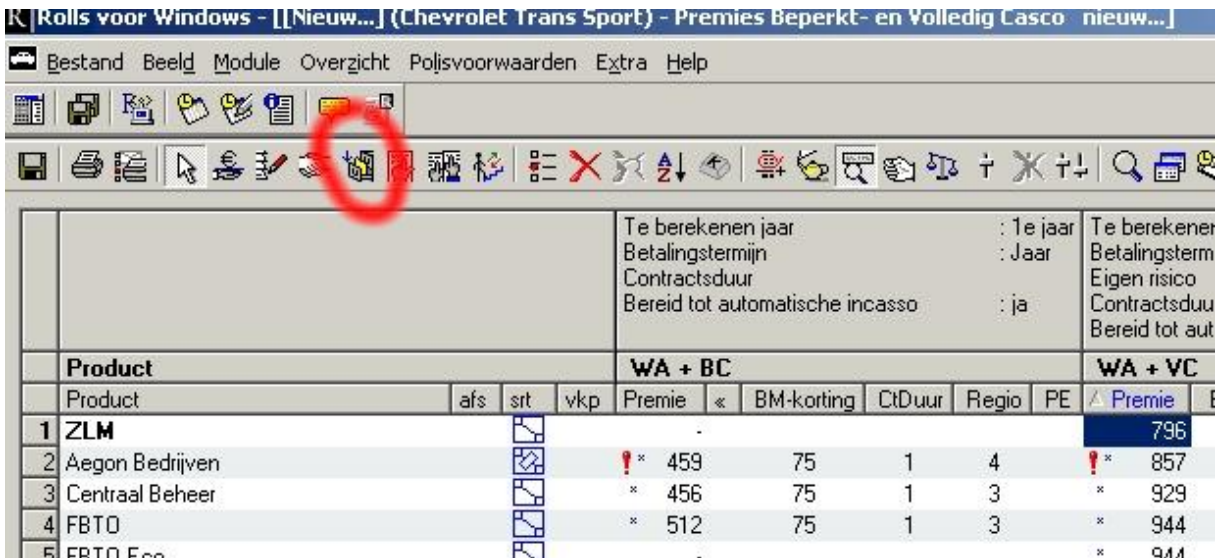 Rolls voor Windows - [[Nieuw...] (Chevrolet Trans Sport) - Premies Beperkt- en Volledig Casco nieuw...]
Bestand Beeld Module Overzicht Polisvoorwaarden Extra Help
Te berekenen jaar : 1e jaar
Betalingstermijn : Jaar
Contractsduur
Bereid tot automatische incasso : ja
Te berekenen
Betalingsterm
Eigen risico
Contractsduu
Bereid tot aut
Product WA + BC WA + VC
Product afs srt vkp Premie « BM-korting CtDuur Regio PE Premie
1 ZLM - 796
2 Aegon Bedrijven * 459 75 1 4 * 857
3 Centraal Beheer * 456 75 1 3 * 929
4 FBTO * 512 75 1 3 * 944
5 FBTO Eco - * 944